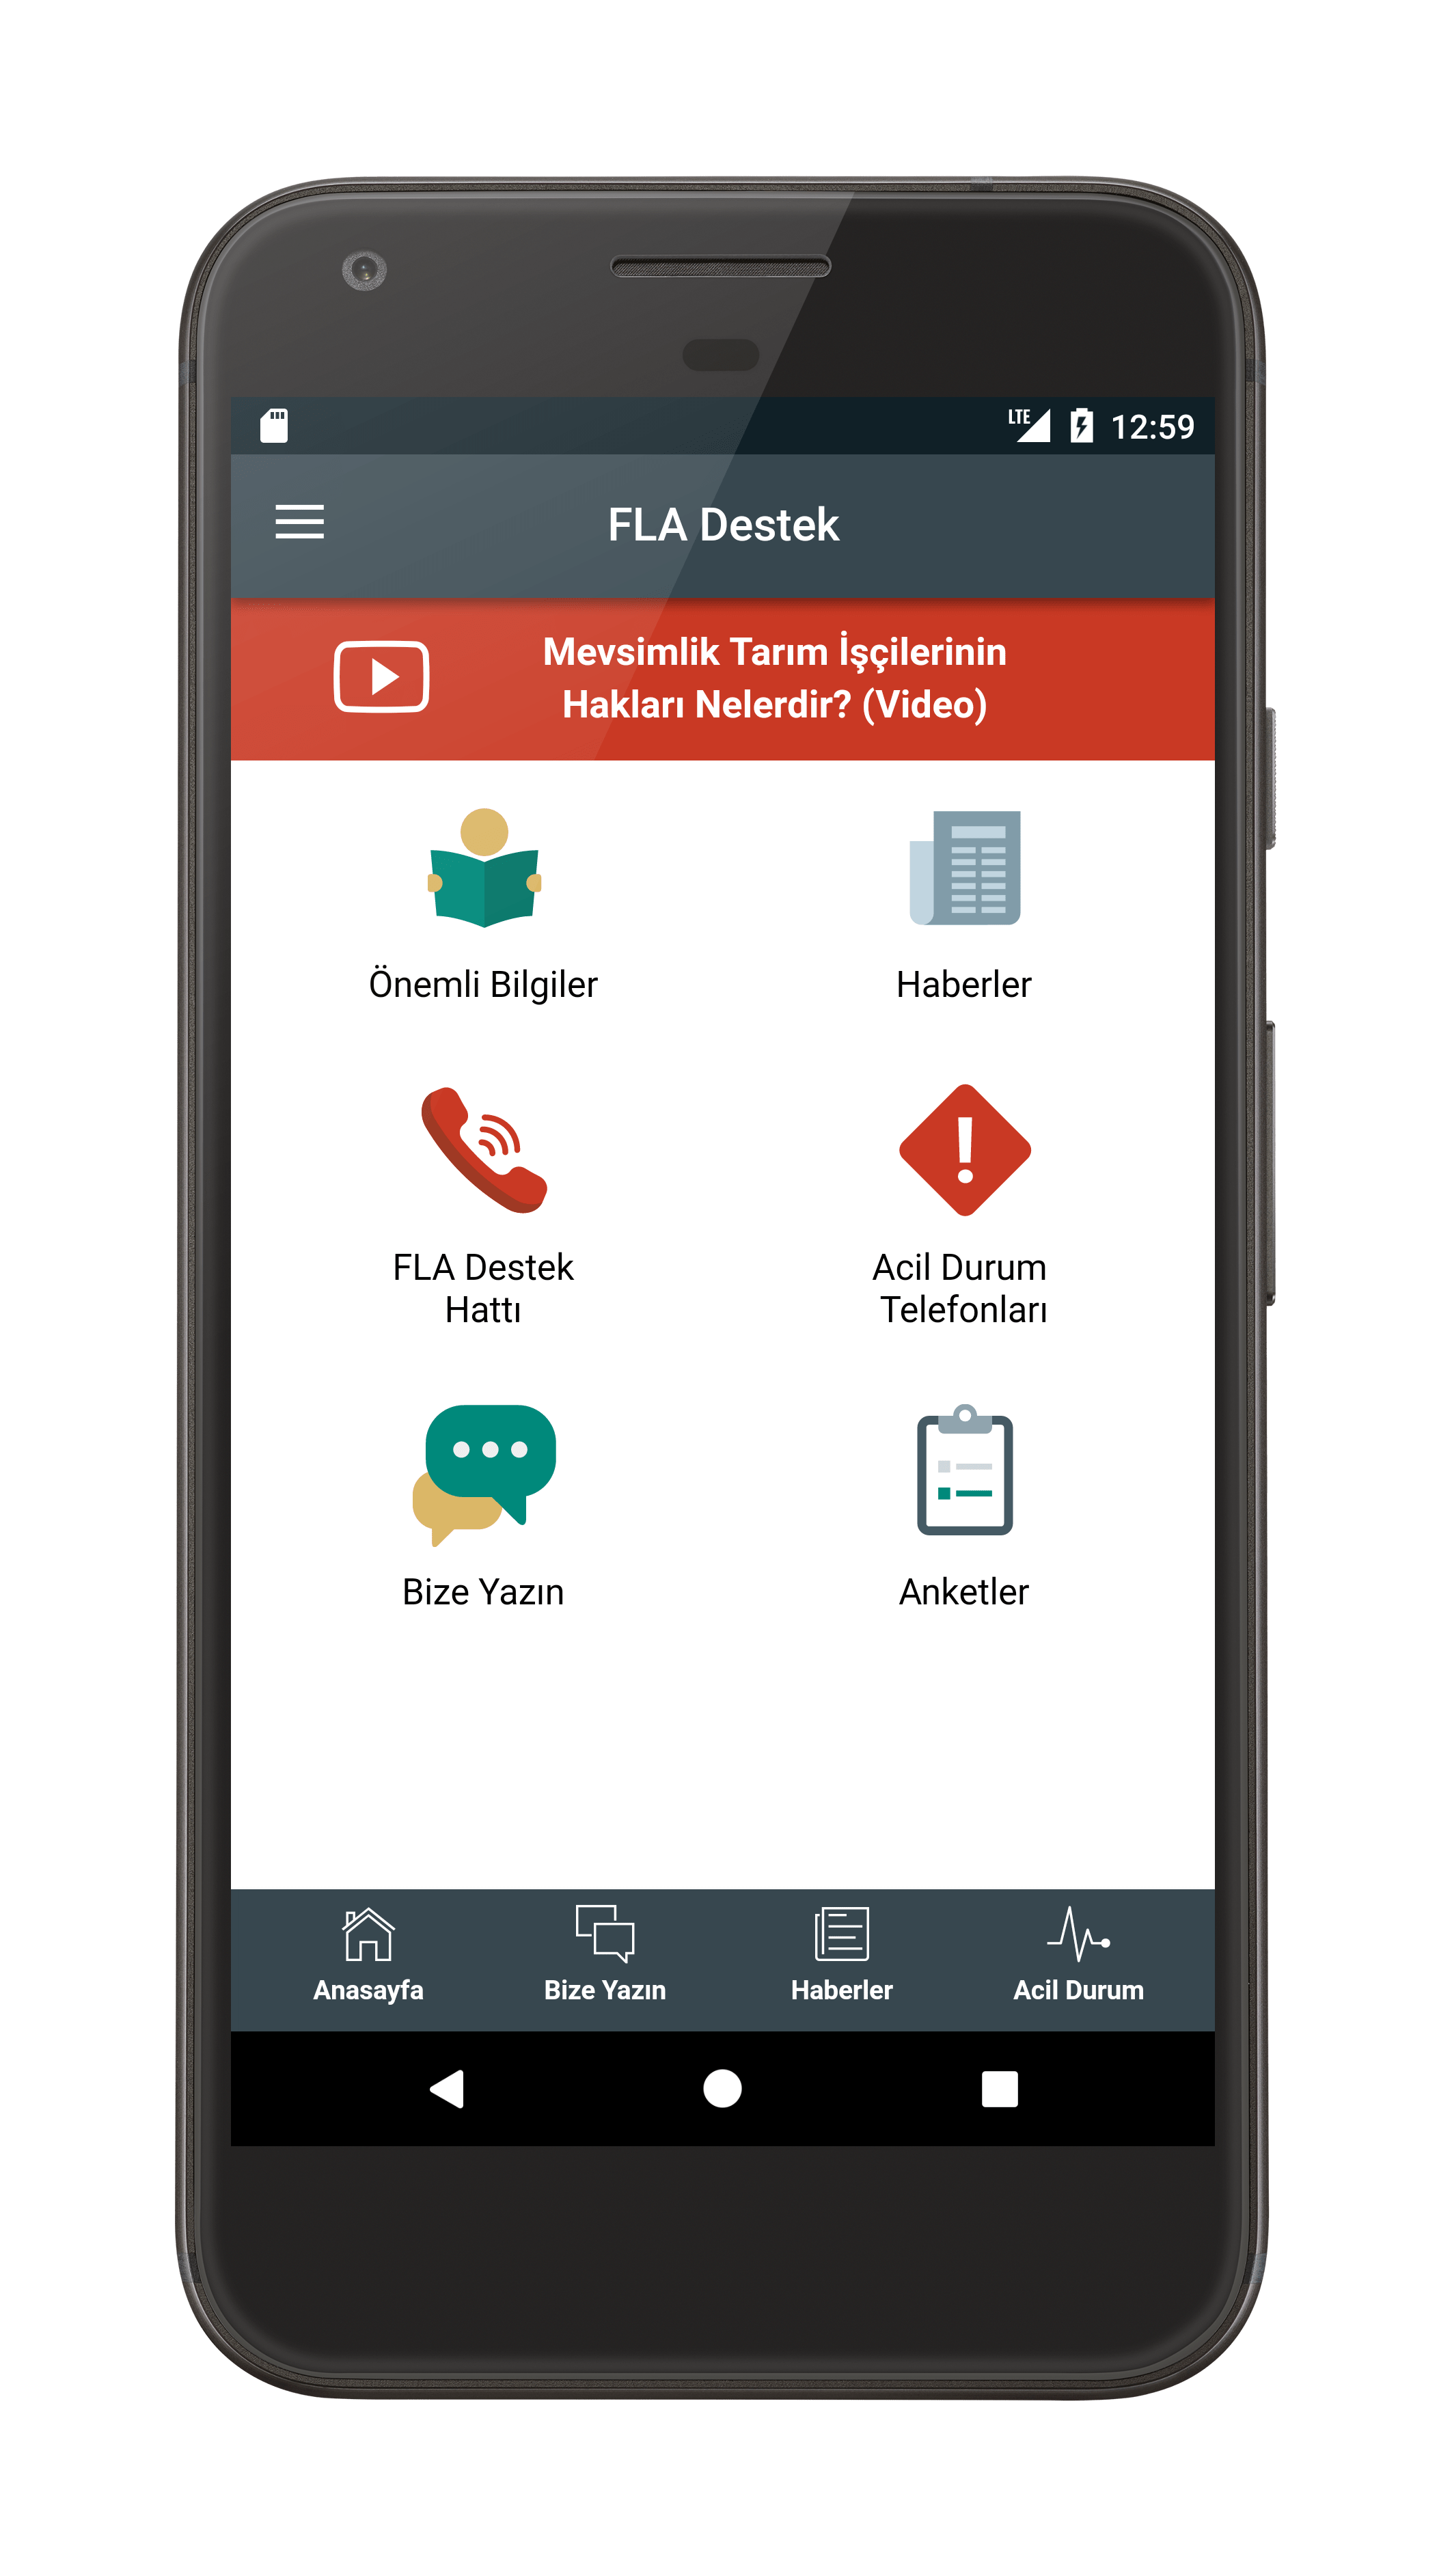 LTE 12:59
FLA Destek
Mevsimlik Tarım İşçilerinin
Hakları Nelerdir? (Video)
Önemli Bilgiler
Haberler
FLA Destek
Hattı
Acil Durum
Telefonları
Bize Yazın
Anketler
Anasayfa
Bize Yazın
Haberler
Acil Durum